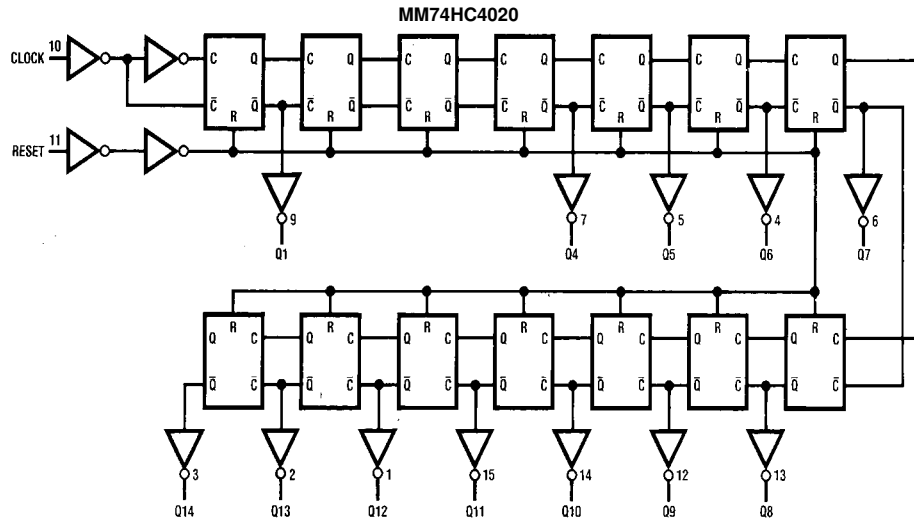 MM74HC4020
CLOCK 10
C Q C Q C Q C Q C Q C Q C Q
C̅ Q̅ C̅ Q̅ C̅ Q̅ C̅ Q̅ C̅ Q̅ C̅ Q̅ C̅ Q̅
R R R R R R R
RESET 11
9 7 5 4 6
Q1 Q4 Q5 Q6 Q7
R R R R R R R
Q C Q C Q C Q C Q C Q C Q C
Q̅ C̅ Q̅ C̅ Q̅ C̅ Q̅ C̅ Q̅ C̅ Q̅ C̅ Q̅ C̅
3 2 1 15 14 12 13
Q14 Q13 Q12 Q11 Q10 Q9 Q8